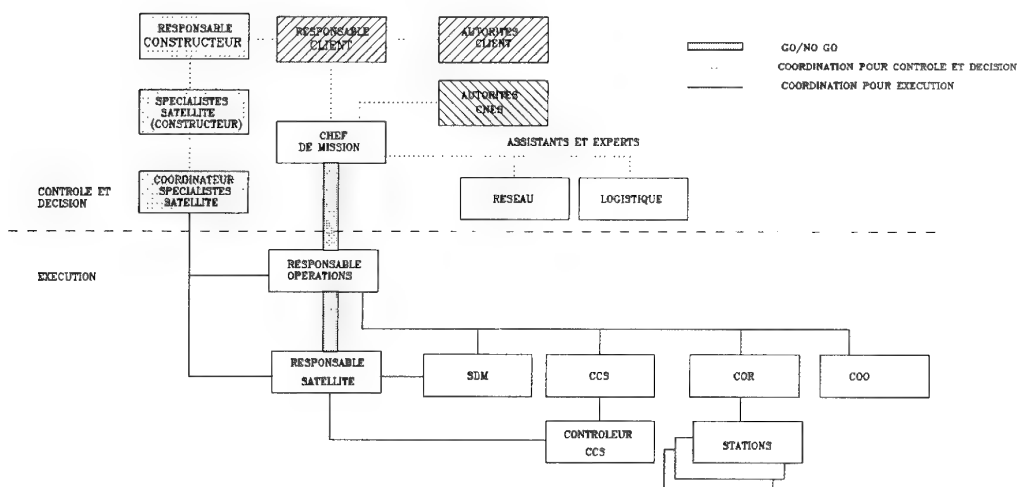 RESPONSABLE
CONSTRUCTEUR
RESPONSABLE
CLIENT
AUTORITES
CLIENT
GO/NO GO
COORDINATION POUR CONTROLE ET DECISION
COORDINATION POUR EXECUTION
SPECIALISTES
SATELLITE
(CONSTRUCTEUR)
AUTORITES
CNES
CHEF
DE MISSION
ASSISTANTS ET EXPERTS
COORDINATEUR
SPECIALISTES
SATELLITE
RESEAU
LOGISTIQUE
CONTROLE ET
DECISION
EXECUTION
RESPONSABLE
OPERATIONS
RESPONSABLE
SATELLITE
SDM
CCS
COR
COO
CONTROLEUR
CCS
STATIONS